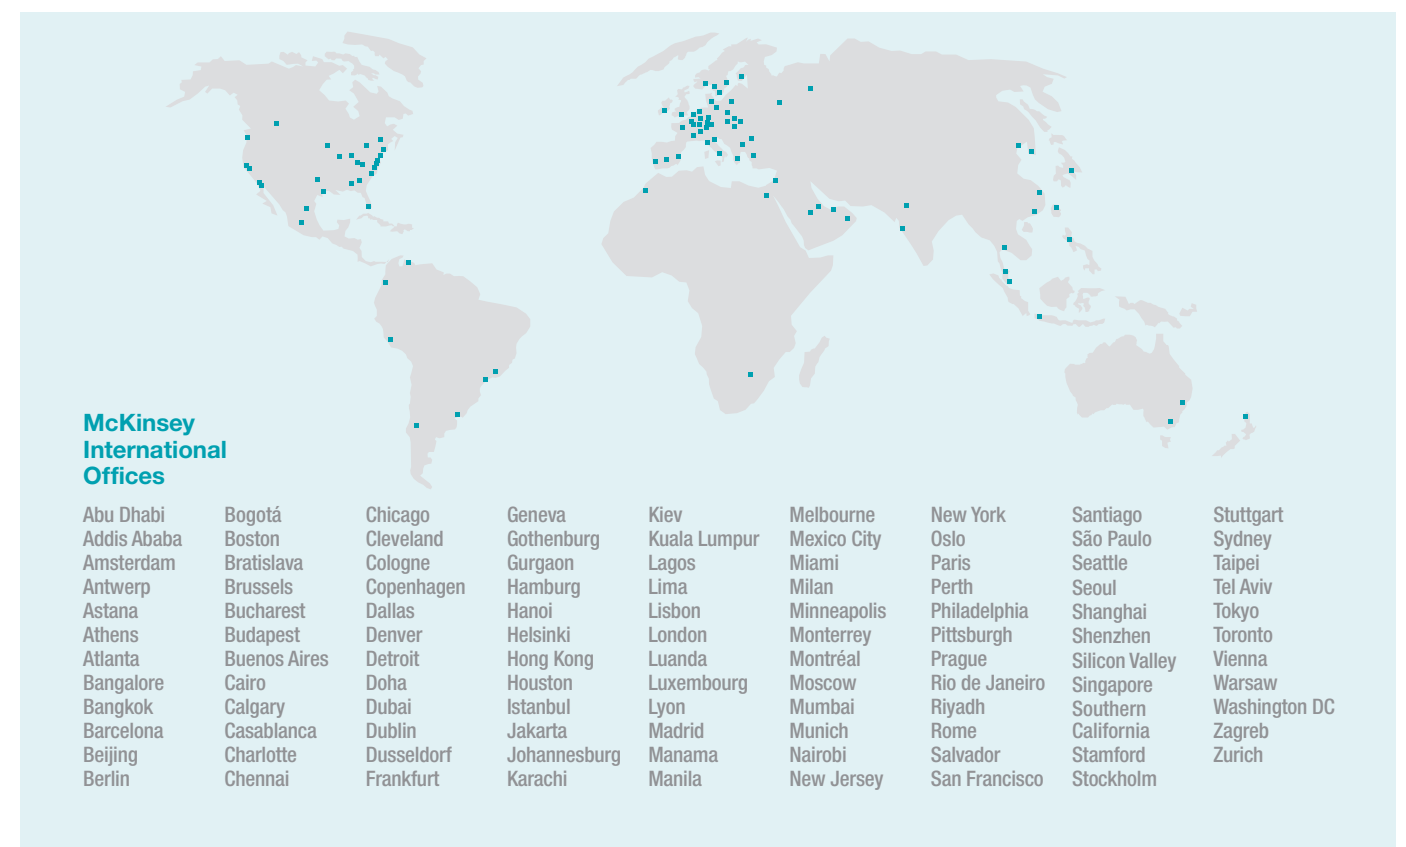 McKinsey
International
Offices
Abu Dhabi
Addis Ababa
Amsterdam
Antwerp
Astana
Athens
Atlanta
Bangalore
Bangkok
Barcelona
Beijing
Berlin
Bogotá
Boston
Bratislava
Brussels
Bucharest
Budapest
Buenos Aires
Cairo
Calgary
Casablanca
Charlotte
Chennai
Chicago
Cleveland
Cologne
Copenhagen
Dallas
Denver
Detroit
Doha
Dubai
Dublin
Dusseldorf
Frankfurt
Geneva
Gothenburg
Gurgaon
Hamburg
Hanoi
Helsinki
Hong Kong
Houston
Istanbul
Jakarta
Johannesburg
Karachi
Kiev
Kuala Lumpur
Lagos
Lima
Lisbon
London
Luanda
Luxembourg
Lyon
Madrid
Manama
Manila
Melbourne
Mexico City
Miami
Milan
Minneapolis
Monterrey
Montréal
Moscow
Mumbai
Munich
Nairobi
New Jersey
New York
Oslo
Paris
Perth
Philadelphia
Pittsburgh
Prague
Rio de Janeiro
Riyadh
Rome
Salvador
San Francisco
Santiago
São Paulo
Seattle
Seoul
Shanghai
Shenzhen
Silicon Valley
Singapore
Southern
California
Stamford
Stockholm
Stuttgart
Sydney
Taipei
Tel Aviv
Tokyo
Toronto
Vienna
Warsaw
Washington DC
Zagreb
Zurich